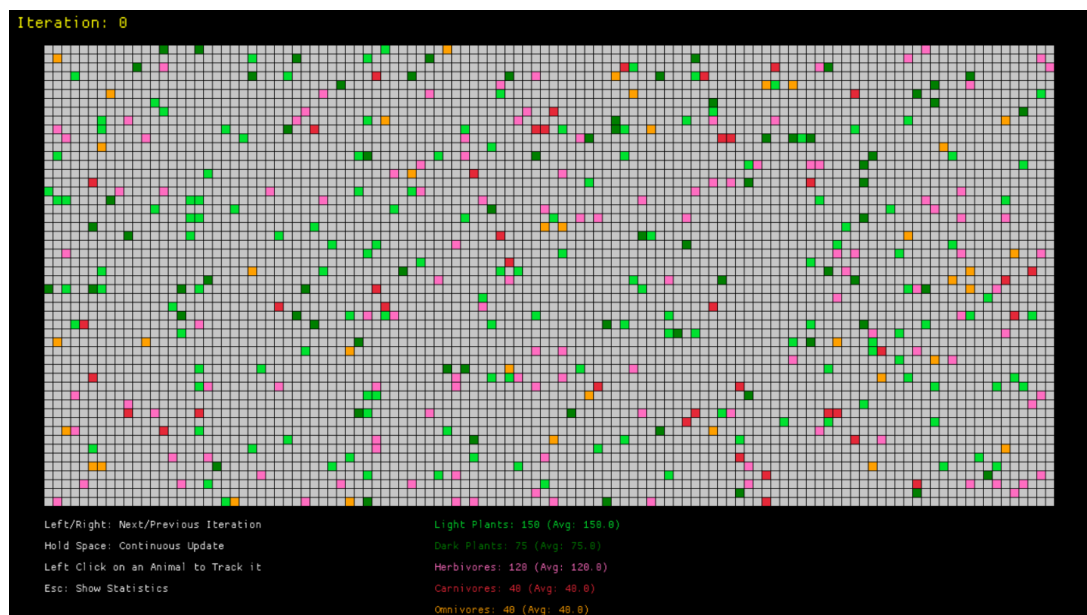 Iteration: 0
Left/Right: Next/Previous Iteration
Hold Space: Continuous Update
Left Click on an Animal to Track it
Esc: Show Statistics
Light Plants: 150 (Avg: 150.0)
Dark Plants: 75 (Avg: 75.0)
Herbivores: 120 (Avg: 120.0)
Carnivores: 40 (Avg: 40.0)
Omnivores: 40 (Avg: 40.0)